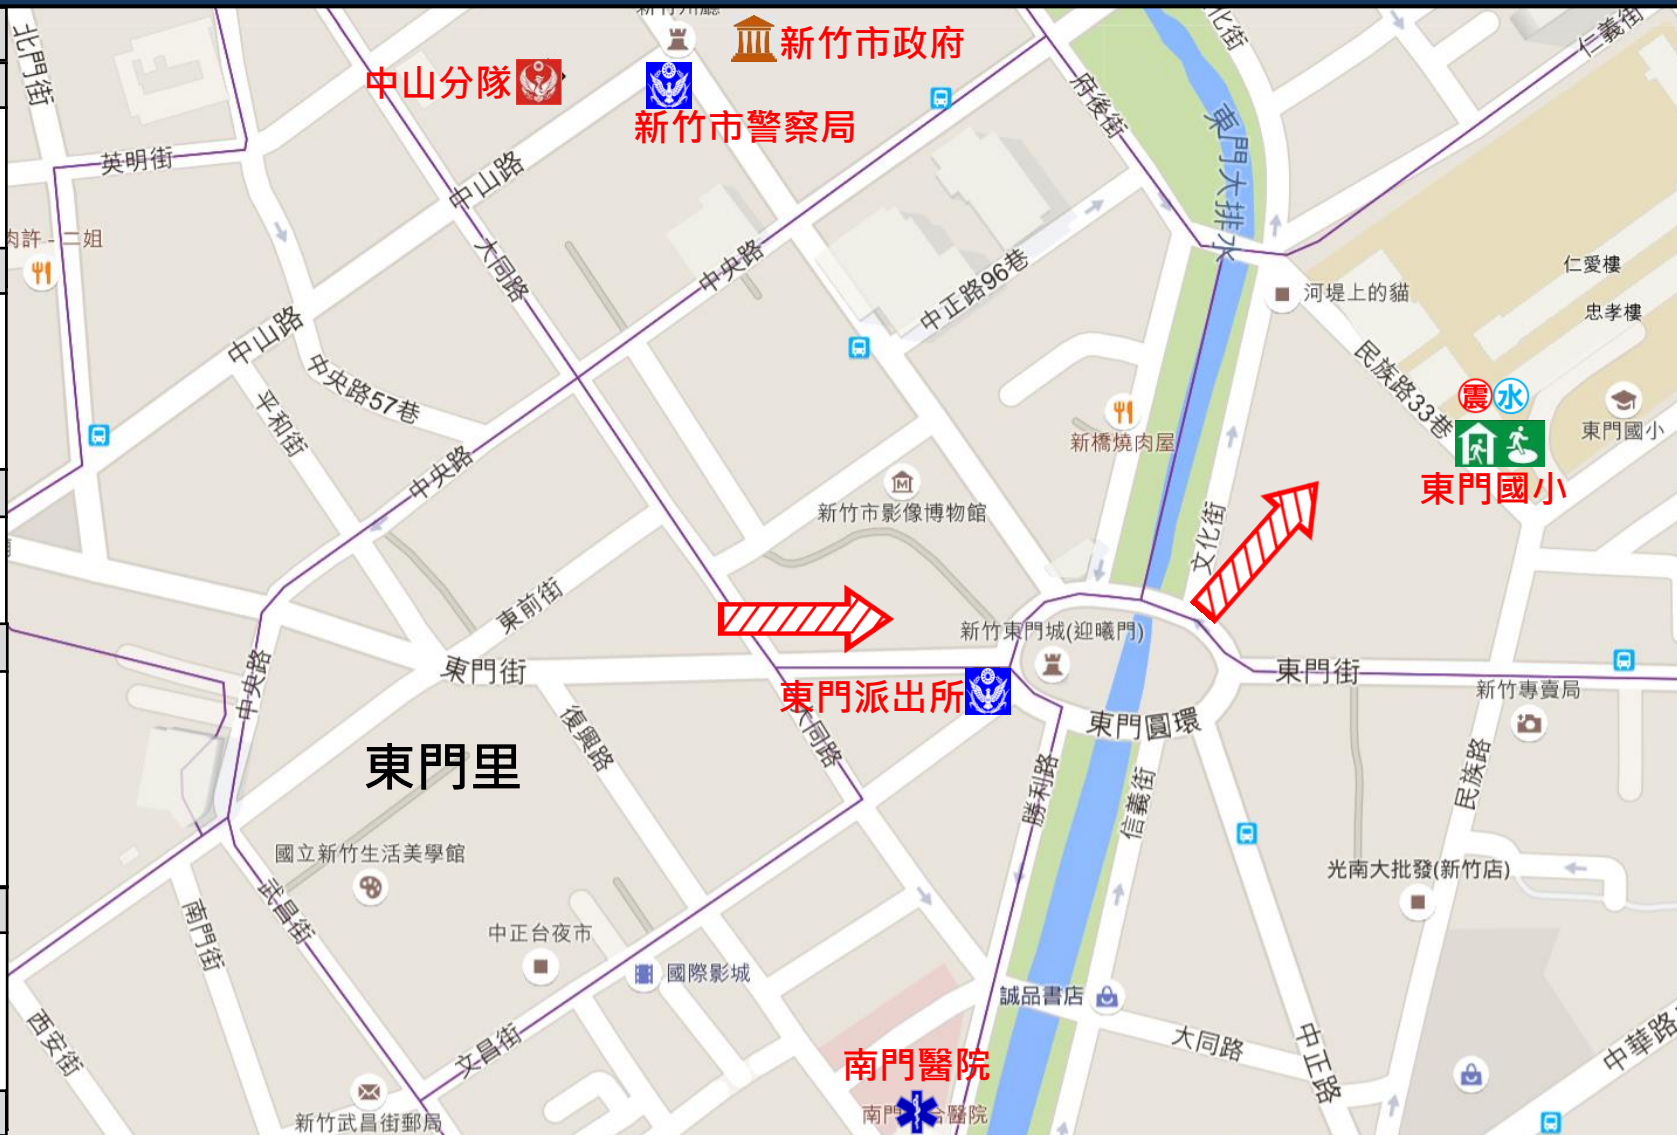 北門街
化街
仁義街
新竹市政府
中山分隊
新竹市警察局
府後街
東門大排水
英明街
中山路
肉許 - 二姐
大同路
中央路
中正路96巷
仁愛樓
河堤上的貓
忠孝樓
中山路
中央路57巷
民族路33巷
平和街
震
水
新橋燒肉屋
東門國小
中央路
東門國小
新竹市影像博物館
文化街
東前街
新竹東門城(迎曦門)
中央路
東門街
東門街
東門派出所
新竹專賣局
大同路
復興路
東門圓環
東門里
勝利路
信義街
民族路
國立新竹生活美學館
光南大批發(新竹店)
武昌街
南門街
中正台夜市
國際影城
誠品書店
西安街
文昌街
大同路
中正路
中華路
南門醫院
新竹武昌街郵局